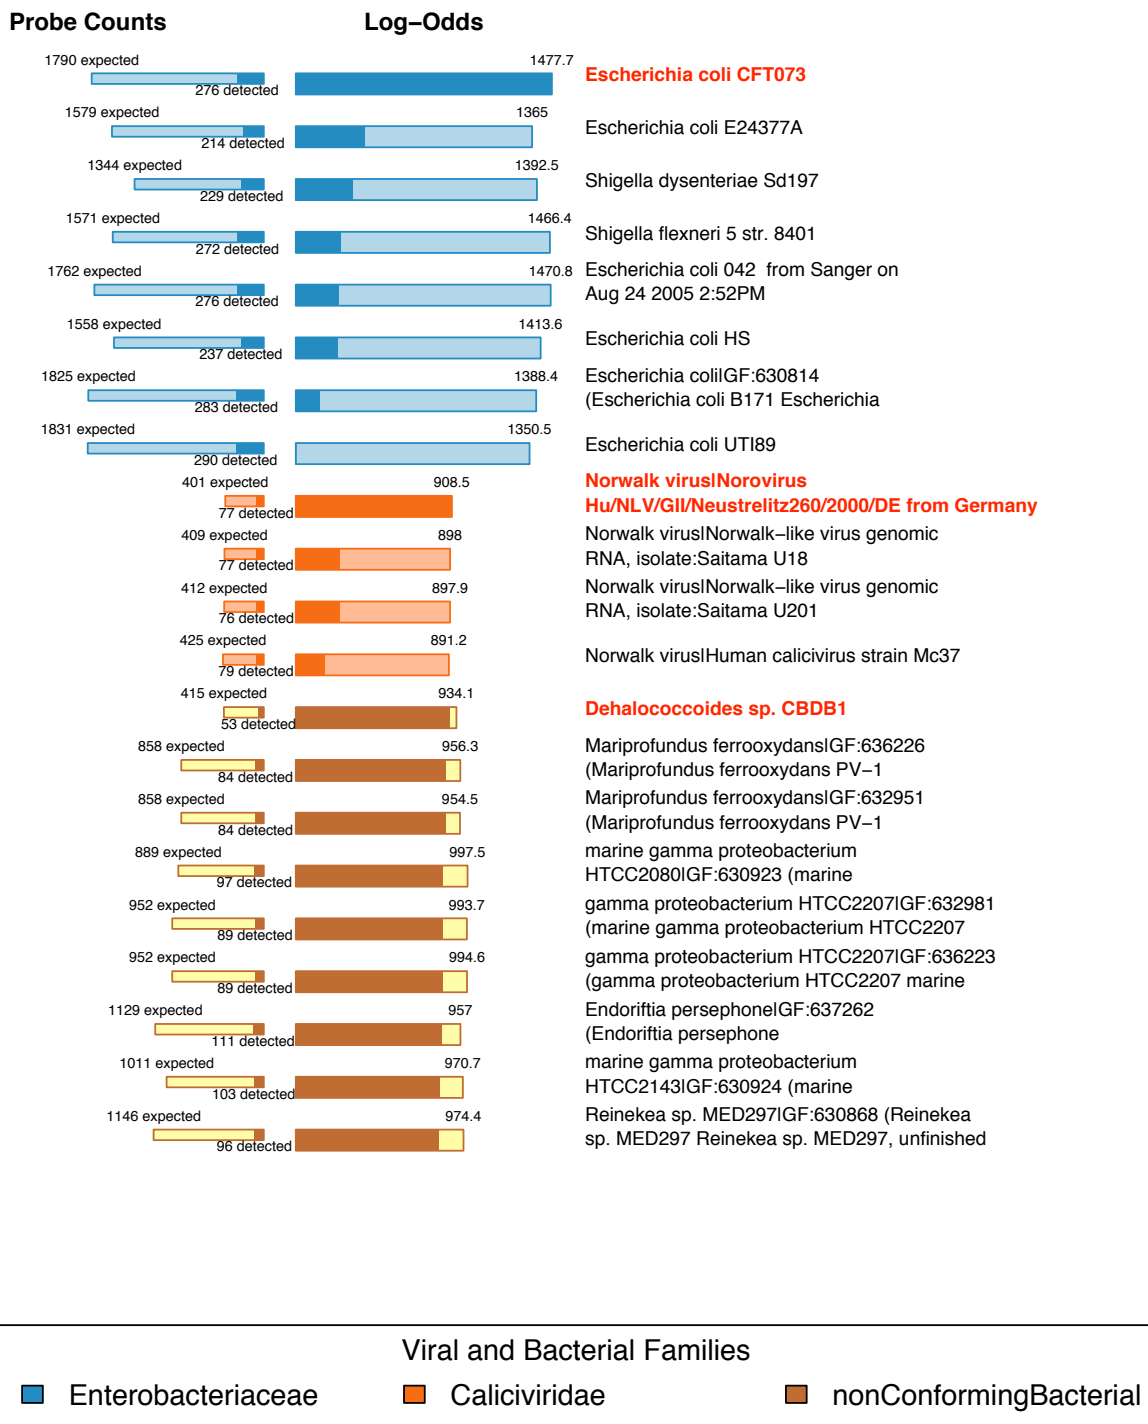 Probe Counts
Log−Odds
1790 expected
1477.7
276 detected
Escherichia coli CFT073
1579 expected
1365
214 detected
Escherichia coli E24377A
1344 expected
1392.5
229 detected
Shigella dysenteriae Sd197
1571 expected
1466.4
272 detected
Shigella flexneri 5 str. 8401
1762 expected
1470.8
276 detected
Escherichia coli 042 from Sanger on
Aug 24 2005 2:52PM
1558 expected
1413.6
237 detected
Escherichia coli HS
1825 expected
1388.4
283 detected
Escherichia coli|GF:630814
(Escherichia coli B171 Escherichia
1831 expected
1350.5
290 detected
Escherichia coli UTI89
401 expected
908.5
77 detected
Norwalk virus|Norovirus
Hu/NLV/GII/Neustrelitz260/2000/DE from Germany
409 expected
898
77 detected
Norwalk virus|Norwalk−like virus genomic
RNA, isolate:Saitama U18
412 expected
897.9
76 detected
Norwalk virus|Norwalk−like virus genomic
RNA, isolate:Saitama U201
425 expected
891.2
79 detected
Norwalk virus|Human calicivirus strain Mc37
415 expected
934.1
53 detected
Dehalococcoides sp. CBDB1
858 expected
956.3
84 detected
Mariprofundus ferrooxydans|GF:636226
(Mariprofundus ferrooxydans PV−1
858 expected
954.5
84 detected
Mariprofundus ferrooxydans|GF:632951
(Mariprofundus ferrooxydans PV−1
889 expected
997.5
97 detected
marine gamma proteobacterium
HTCC2080|GF:630923 (marine
952 expected
993.7
89 detected
gamma proteobacterium HTCC2207|GF:632981
(marine gamma proteobacterium HTCC2207
952 expected
994.6
89 detected
gamma proteobacterium HTCC2207|GF:636223
(gamma proteobacterium HTCC2207 marine
1129 expected
957
111 detected
Endoriftia persephone|GF:637262
(Endoriftia persephone
1011 expected
970.7
103 detected
marine gamma proteobacterium
HTCC2143|GF:630924 (marine
1146 expected
974.4
96 detected
Reinekea sp. MED297|GF:630868 (Reinekea
sp. MED297 Reinekea sp. MED297, unfinished
Viral and Bacterial Families
Enterobacteriaceae
Caliciviridae
nonConformingBacterial